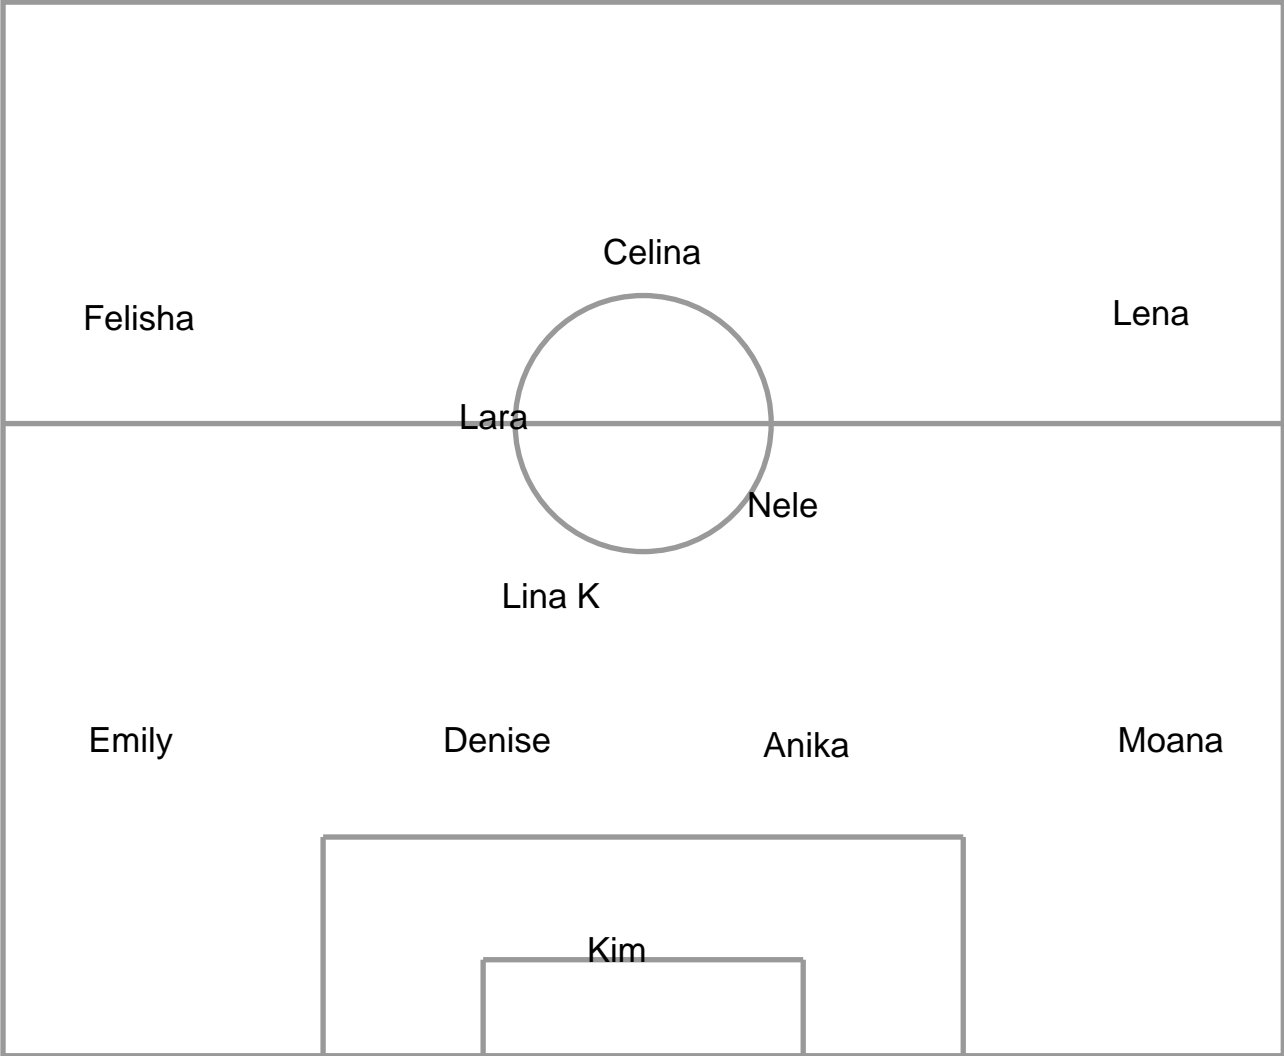 Celina
Felisha
Lena
Lara
Nele
Lina K
Emily
Denise
Anika
Moana
Kim